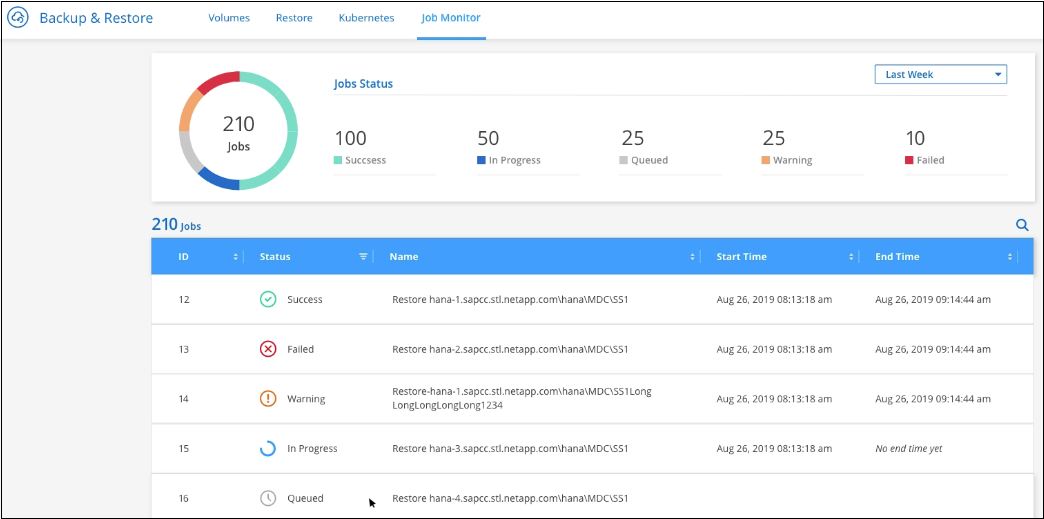 Backup & Restore Volumes Restore Kubernetes Job Monitor
Last Week
Jobs Status
210
Jobs
100 50 25 25 10
Succsess In Progress Queued Warning Failed
210 Jobs
ID Status Name Start Time End Time
12 Success Restore hana-1.sapcc.stl.netapp.com\hana\MDC\SS1 Aug 26, 2019 08:13:18 am Aug 26, 2019 09:14:44 am
13 Failed Restore hana-2.sapcc.stl.netapp.com\hana\MDC\SS1 Aug 26, 2019 08:13:18 am Aug 26, 2019 09:14:44 am
14 Warning Restore-hana-1.sapcc.stl.netapp.com\hana\MDC\SS1Long Aug 26, 2019 08:13:18 am Aug 26, 2019 09:14:44 am
LongLongLongLong1234
15 In Progress Restore hana-3.sapcc.stl.netapp.com\hana\MDC\SS1 Aug 26, 2019 08:13:18 am No end time yet
16 Queued Restore hana-4.sapcc.stl.netapp.com\hana\MDC\SS1